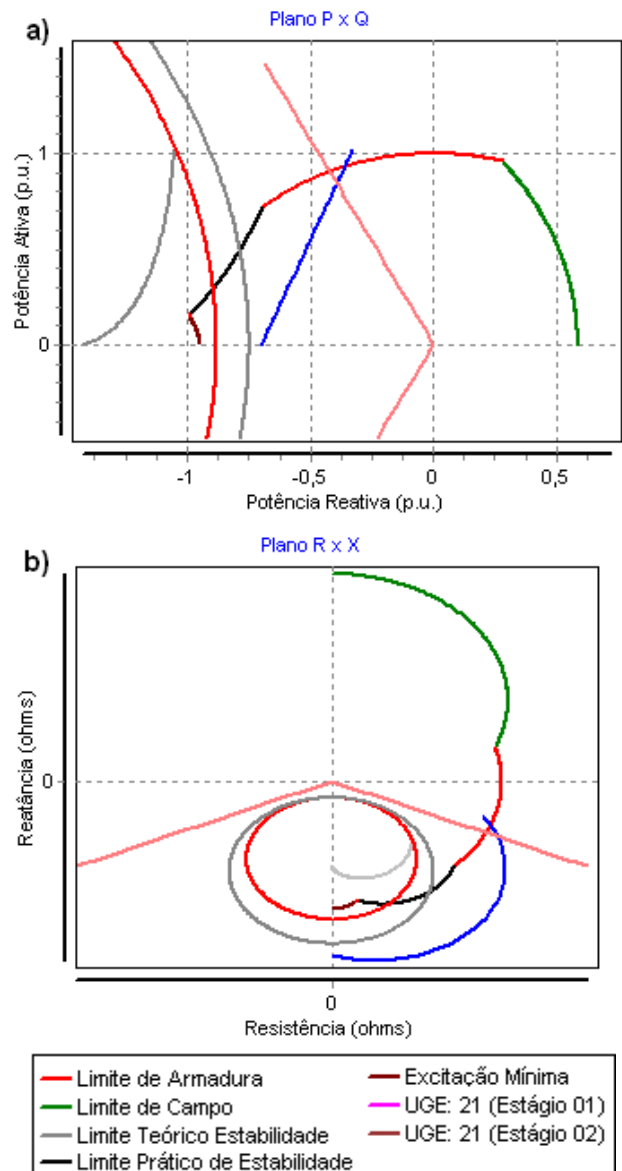 Plano P x Q
a)
1
0
Potência Ativa (p.u.)
-1
-0,5
0
0,5
Potência Reativa (p.u.)
Plano R x X
b)
0
Reatância (ohms)
0
Resistência (ohms)
Limite de Armadura
Limite de Campo
Limite Teórico Estabilidade
Limite Prático de Estabilidade
Excitação Mínima
UGE: 21 (Estágio 01)
UGE: 21 (Estágio 02)